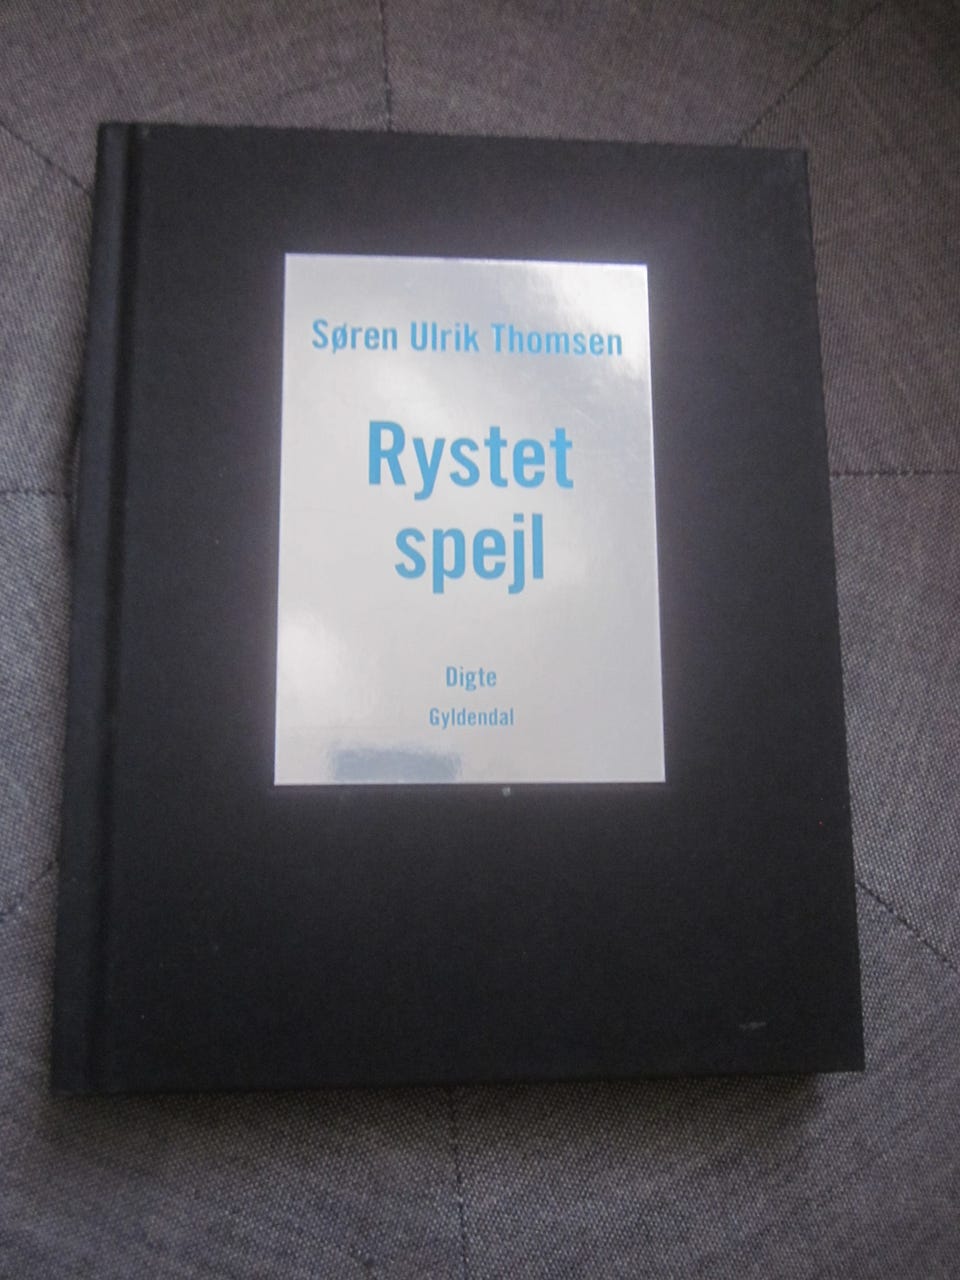 Søren Ulrik Thomsen
Rystet
spejl
Digte
Gyldendal